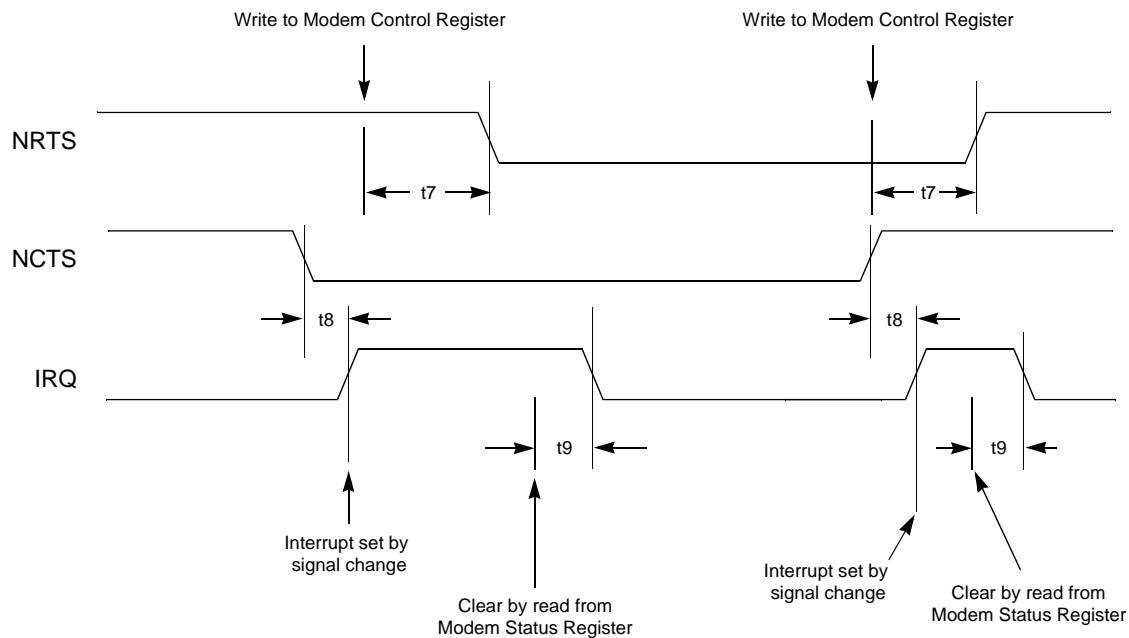 Write to Modem Control Register
Write to Modem Control Register
NRTS
t7
t7
NCTS
t8
t8
IRQ
t9
t9
Interrupt set by
signal change
Interrupt set by
signal change
Clear by read from
Modem Status Register
Clear by read from
Modem Status Register